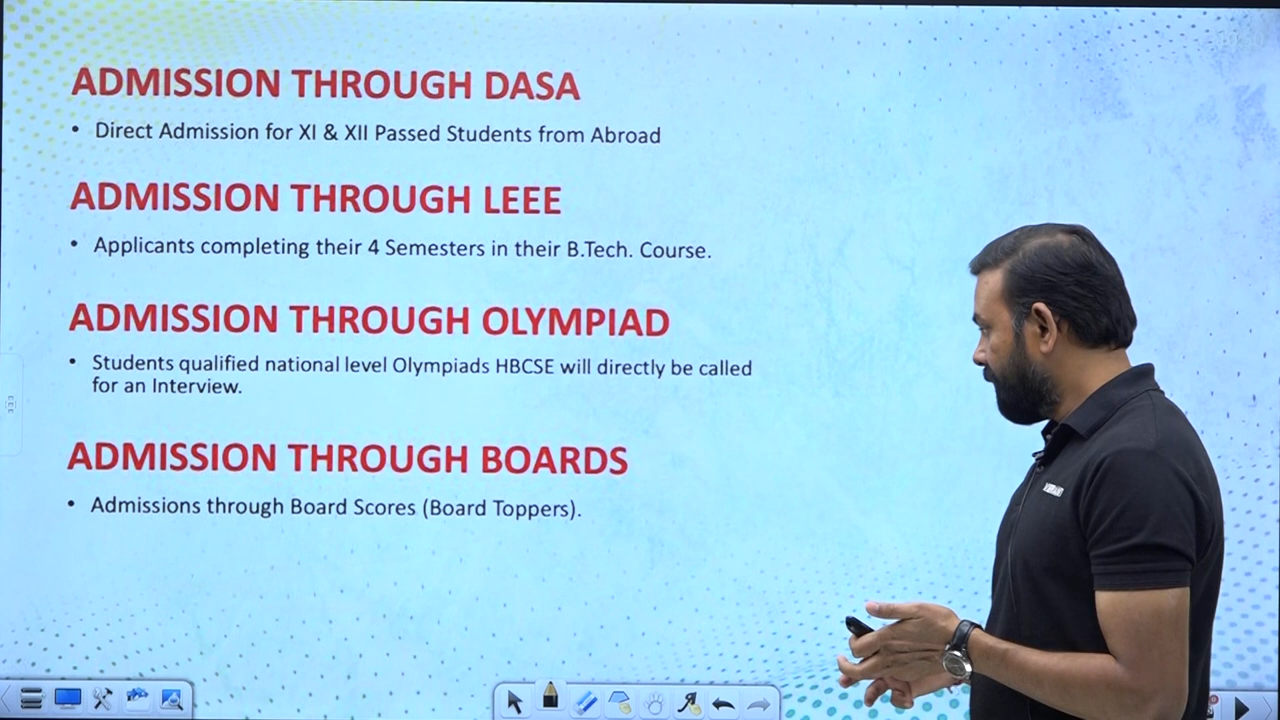 ADMISSION THROUGH DASA
• Direct Admission for XI & XII Passed Students from Abroad
ADMISSION THROUGH LEEE
• Applicants completing their 4 Semesters in their B.Tech. Course.
ADMISSION THROUGH OLYMPIAD
• Students qualified national level Olympiads HBCSE will directly be called
for an Interview.
ADMISSION THROUGH BOARDS
• Admissions through Board Scores (Board Toppers).